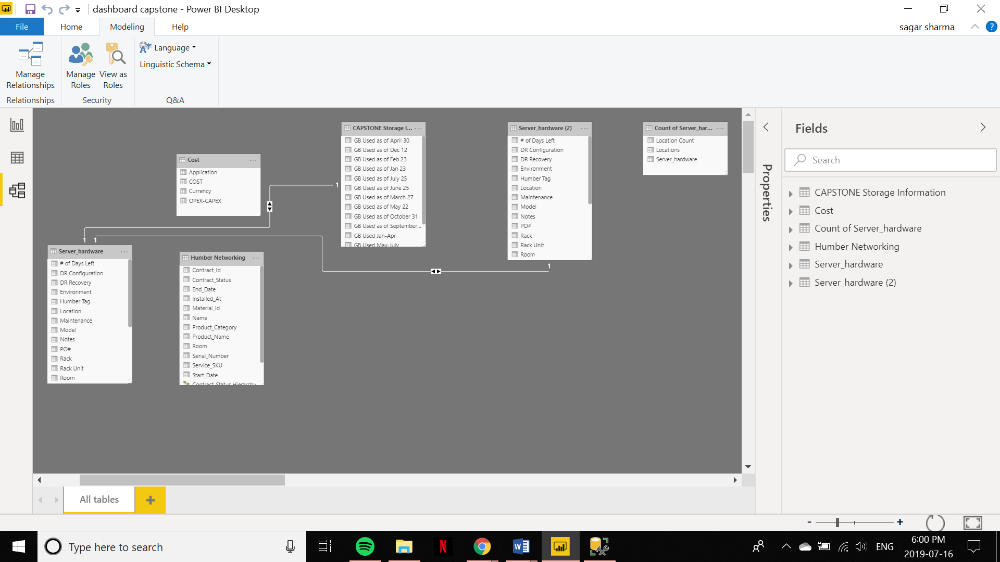 dashboard capstone - Power BI Desktop
File
Home
Modeling
Help
sagar sharma
?
Manage
Relationships
Manage
Roles
View as
Roles
Language
Linguistic Schema
Relationships
Security
Q&A
CAPSTONE Storage I...
GB Used as of April 30
GB Used as of Dec 12
GB Used as of Feb 23
GB Used as of Jan 23
GB Used as of July 25
GB Used as of June 25
GB Used as of March 27
GB Used as of May 22
GB Used as of October 31
GB Used as of September...
GB Used Jan-Apr
GB Used May-July
Server_hardware (2)
# of Days Left
DR Configuration
DR Recovery
Environment
Humber Tag
Location
Maintenance
Model
Notes
PO#
Rack
Rack Unit
Room
Count of Server_har...
Location Count
Locations
Server_hardware
Cost
Application
COST
Currency
OPEX-CAPEX
1
1
1
1
Server_hardware
# of Days Left
DR Configuration
DR Recovery
Environment
Humber Tag
Location
Maintenance
Model
Notes
PO#
Rack
Rack Unit
Room
Humber Networking
Contract_Id
Contract_Status
End_Date
Installed_At
Material_Id
Name
Product_Category
Product_Name
Room
Serial_Number
Service_SKU
Start_Date
Contract_Status Hierarchy
Properties
Fields
Search
CAPSTONE Storage Information
Cost
Count of Server_hardware
Humber Networking
Server_hardware
Server_hardware (2)
All tables
+
- +
Type here to search
ENG
6:00 PM
2019-07-16